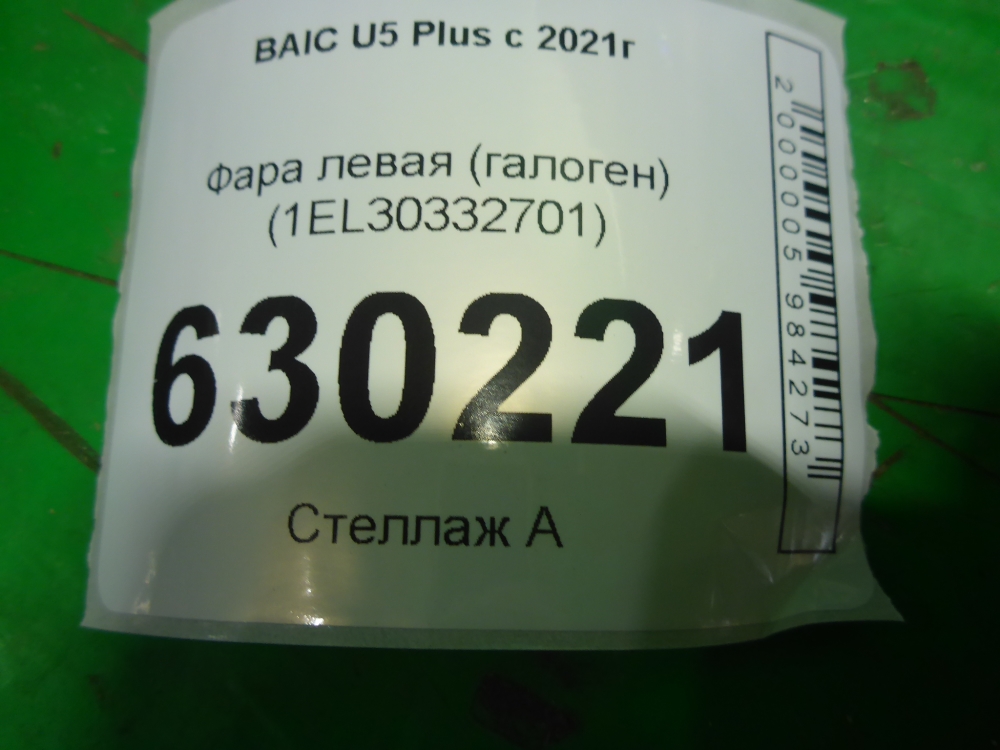 BAIC U5 Plus с 2021г
Фара левая (галоген)
(1EL30332701)
630221
Стеллаж А
2000005984273